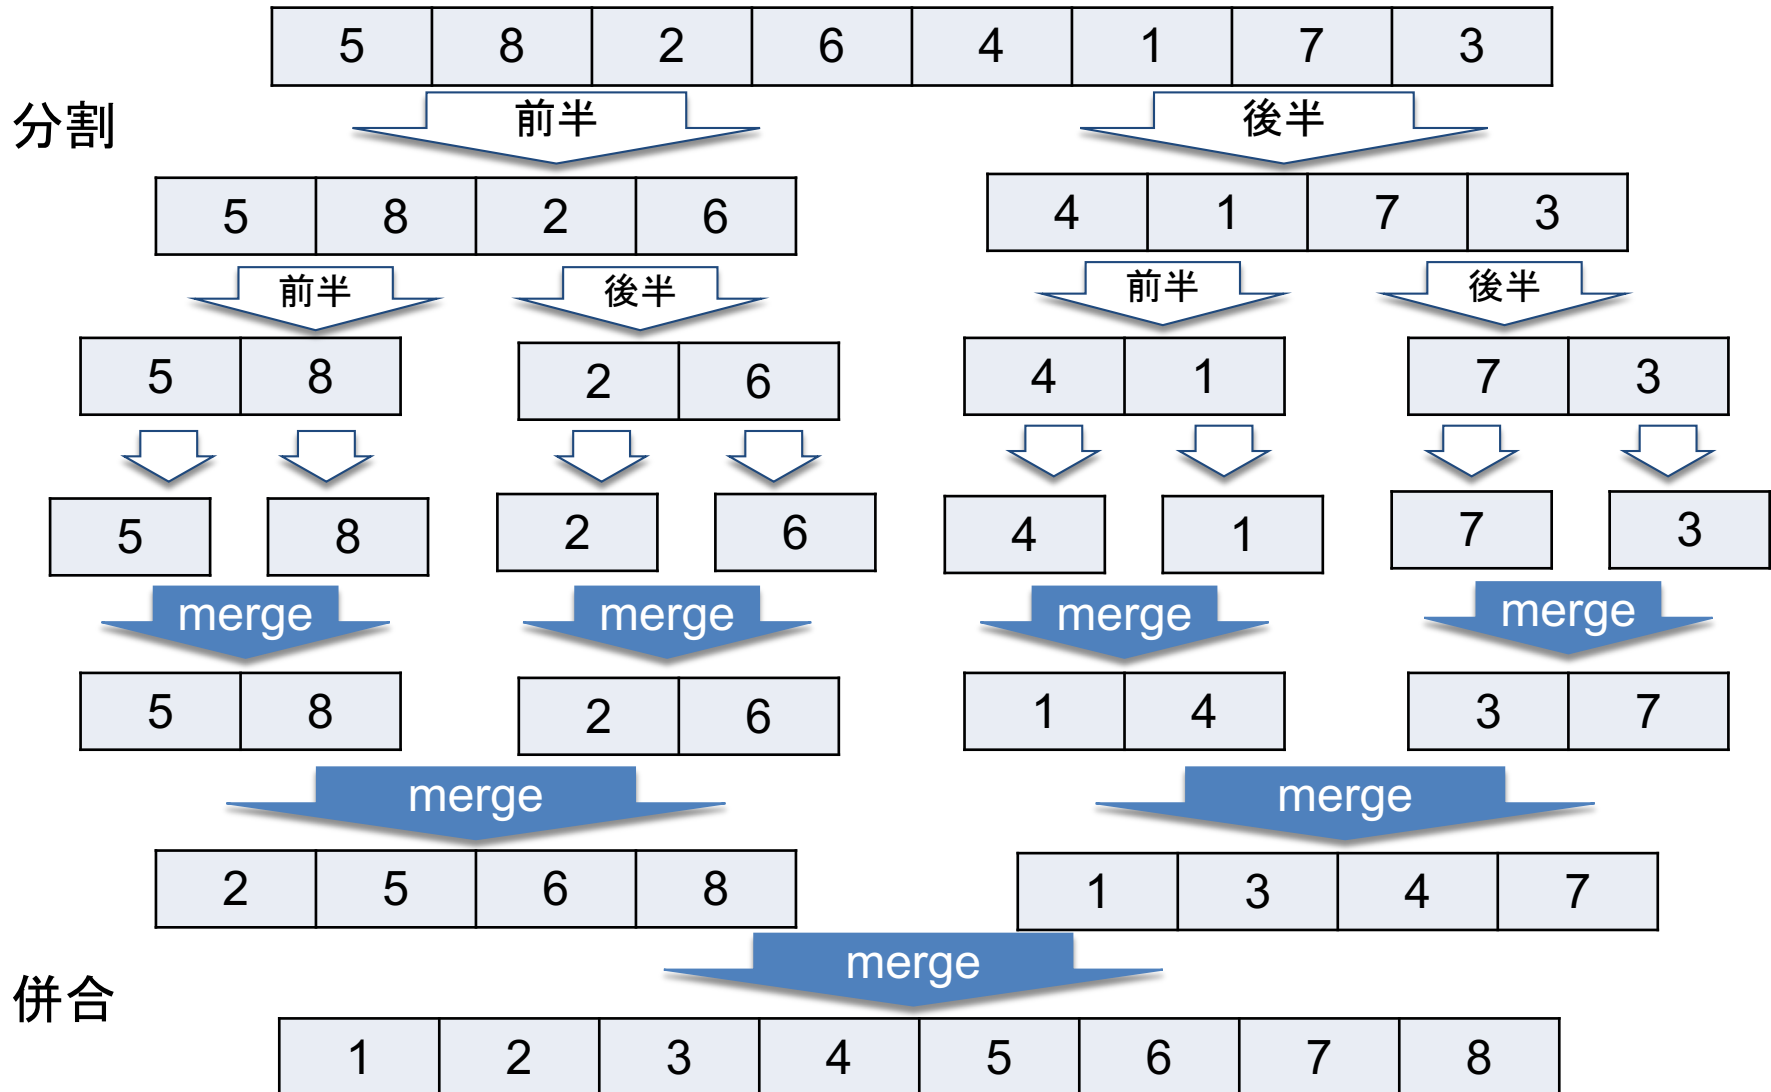 5 8 2 6 4 1 7 3
分割
前半 後半
5 8 2 6 4 1 7 3
前半 後半 前半 後半
5 8 2 6 4 1 7 3
5 8 2 6 4 1 7 3
merge merge merge merge
5 8 2 6 1 4 3 7
merge merge
2 5 6 8 1 3 4 7
merge
併合
1 2 3 4 5 6 7 8